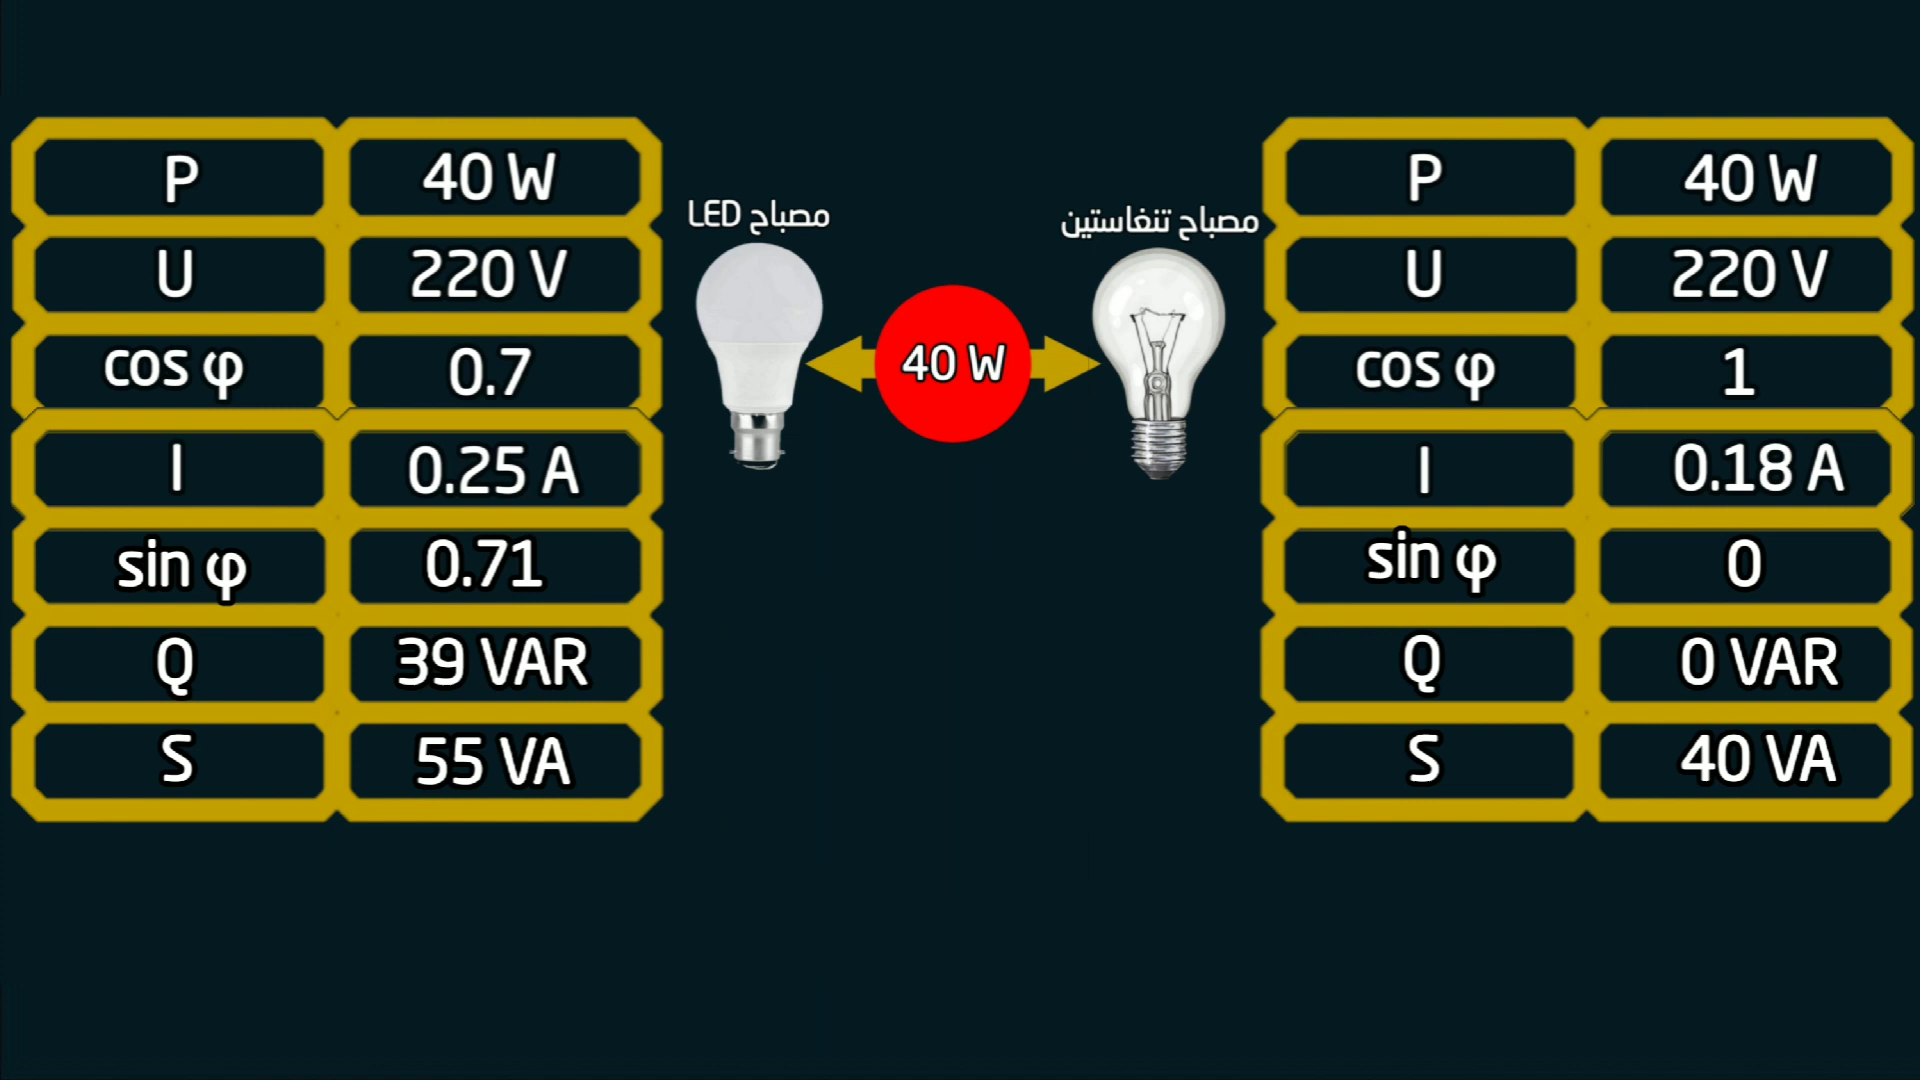 P 40 W
U 220 V
cos φ 0.7
I 0.25 A
sin φ 0.71
Q 39 VAR
S 55 VA
مصباح LED
40 W
مصباح تنغاستين
P 40 W
U 220 V
cos φ 1
I 0.18 A
sin φ 0
Q 0 VAR
S 40 VA